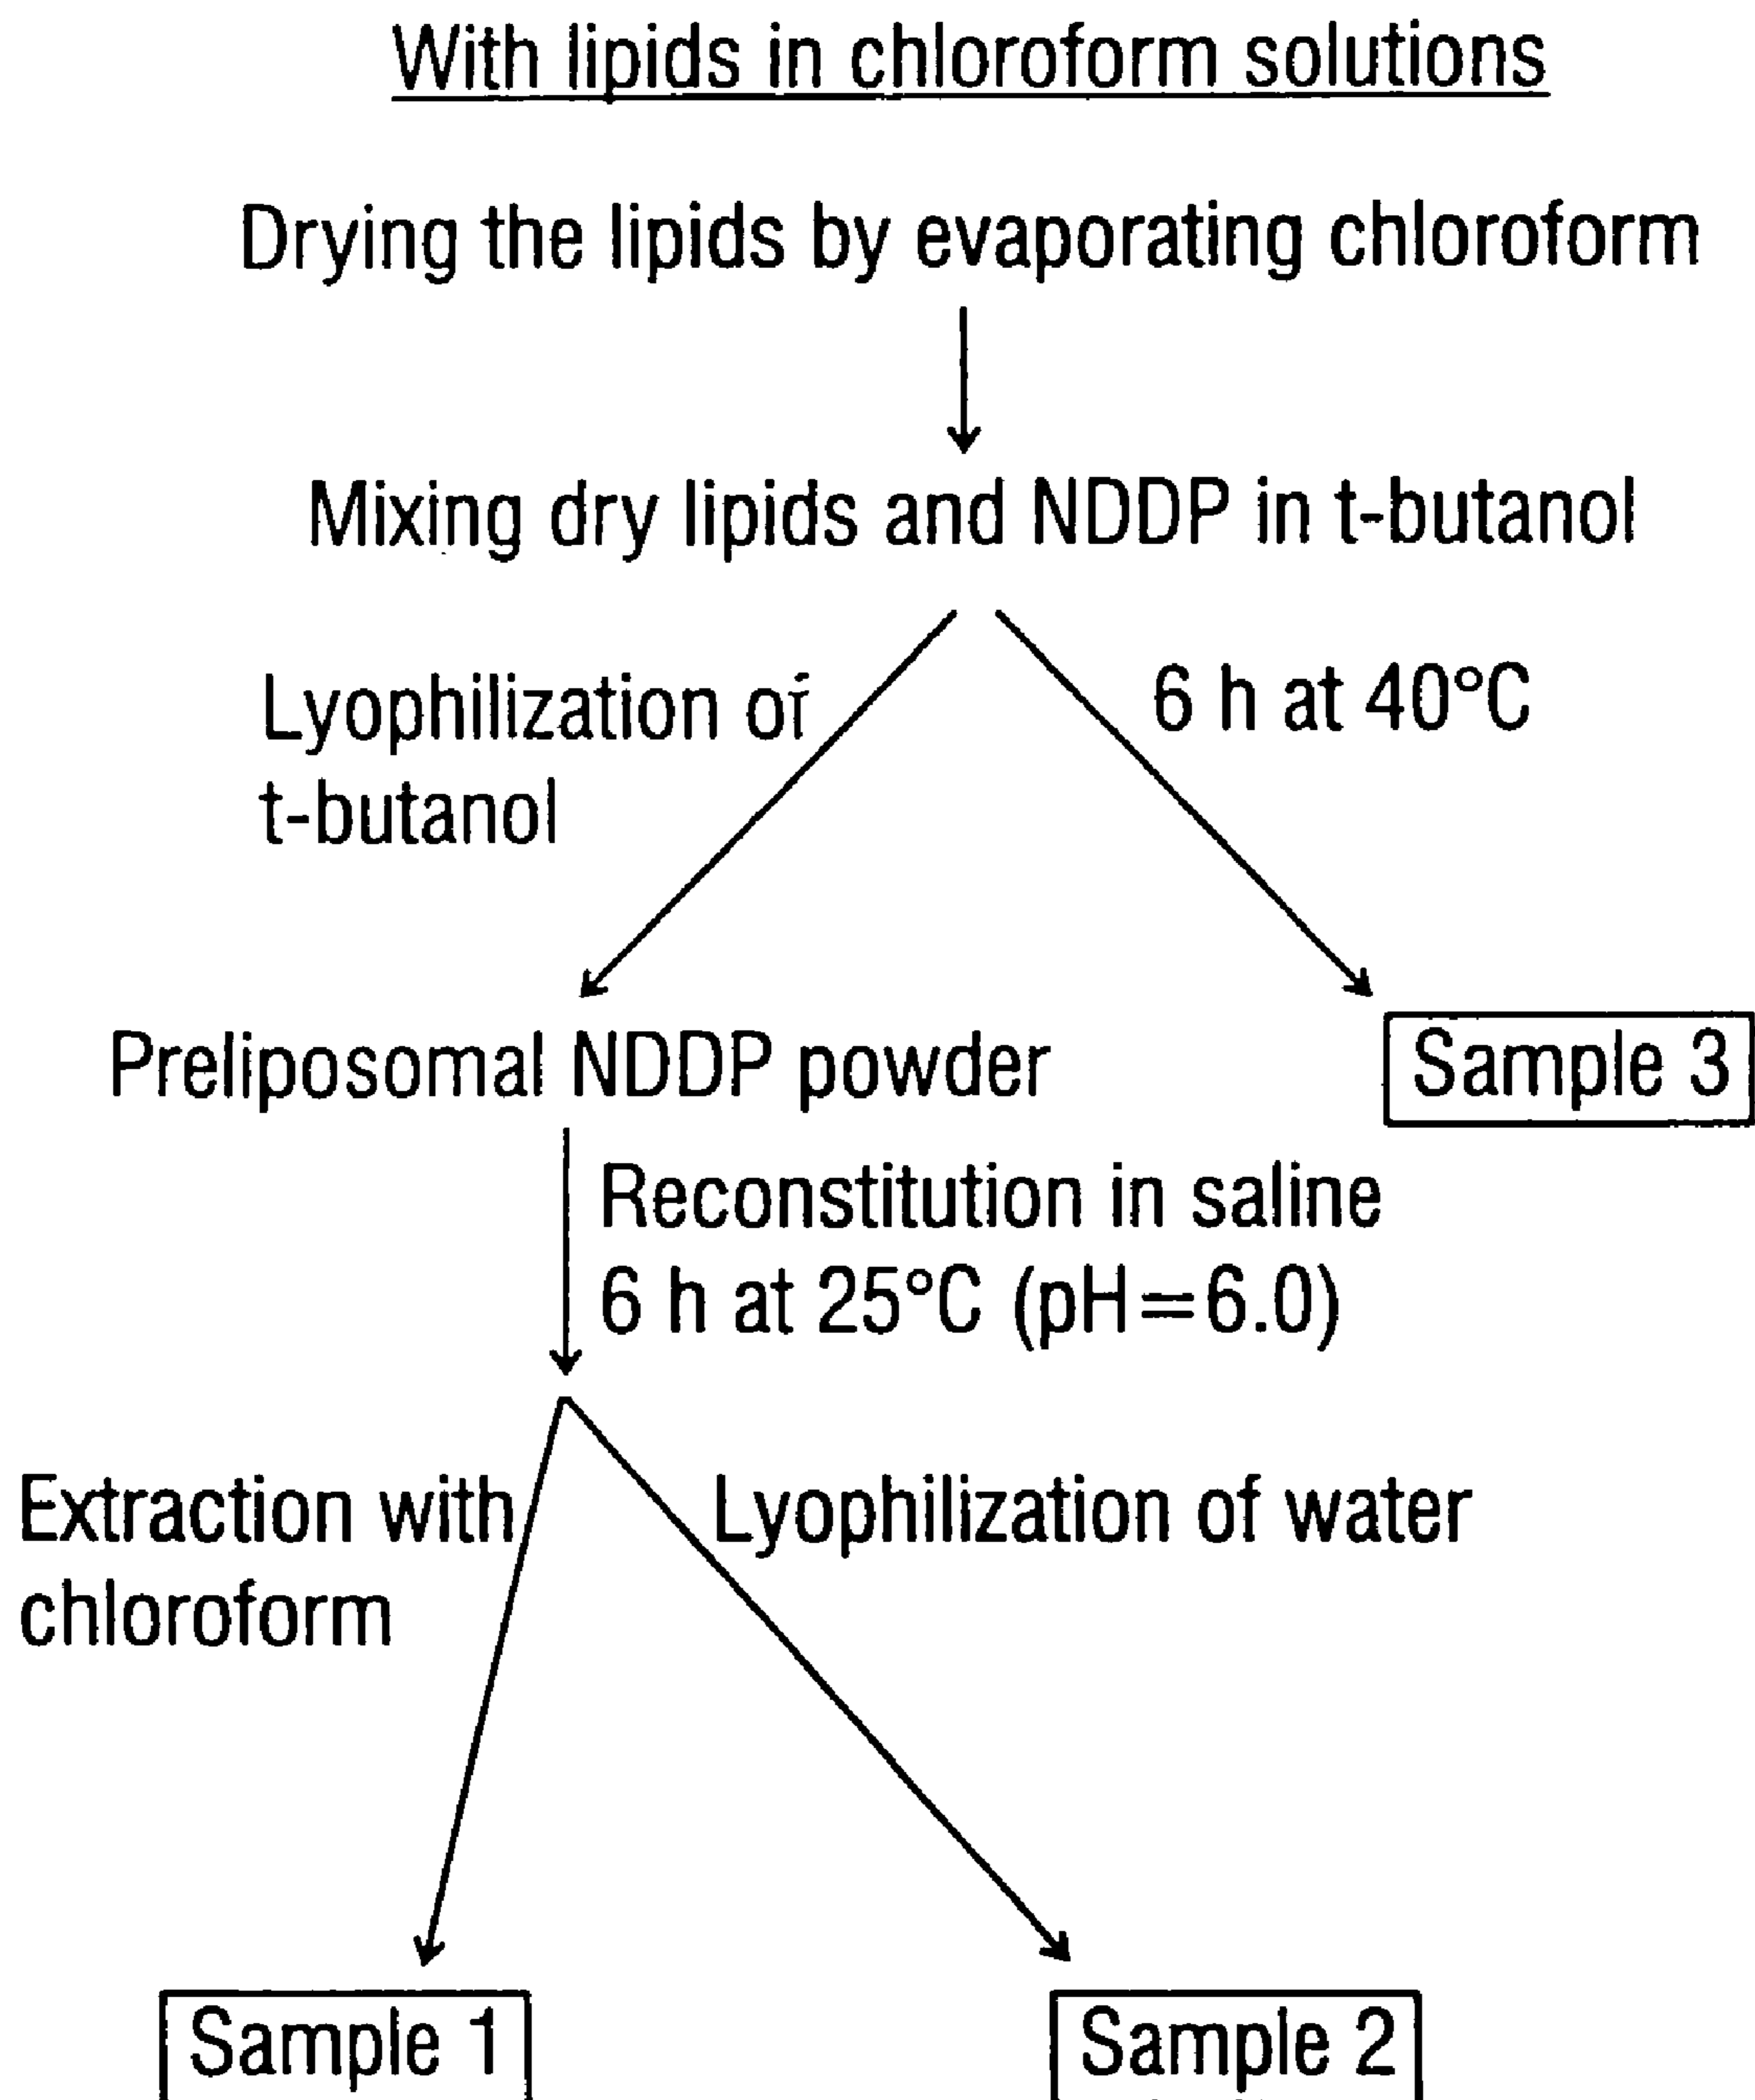 With lipids in chloroform solutions
Drying the lipids by evaporating chloroform
Mixing dry lipids and NDDP in t-butanol
Lyophilization of
t-butanol
6 h at 40°C
Preliposomal NDDP powder
Sample 3
Reconstitution in saline
6 h at 25°C (pH=6.0)
Extraction with
chloroform
Lyophilization of water
Sample 1
Sample 2